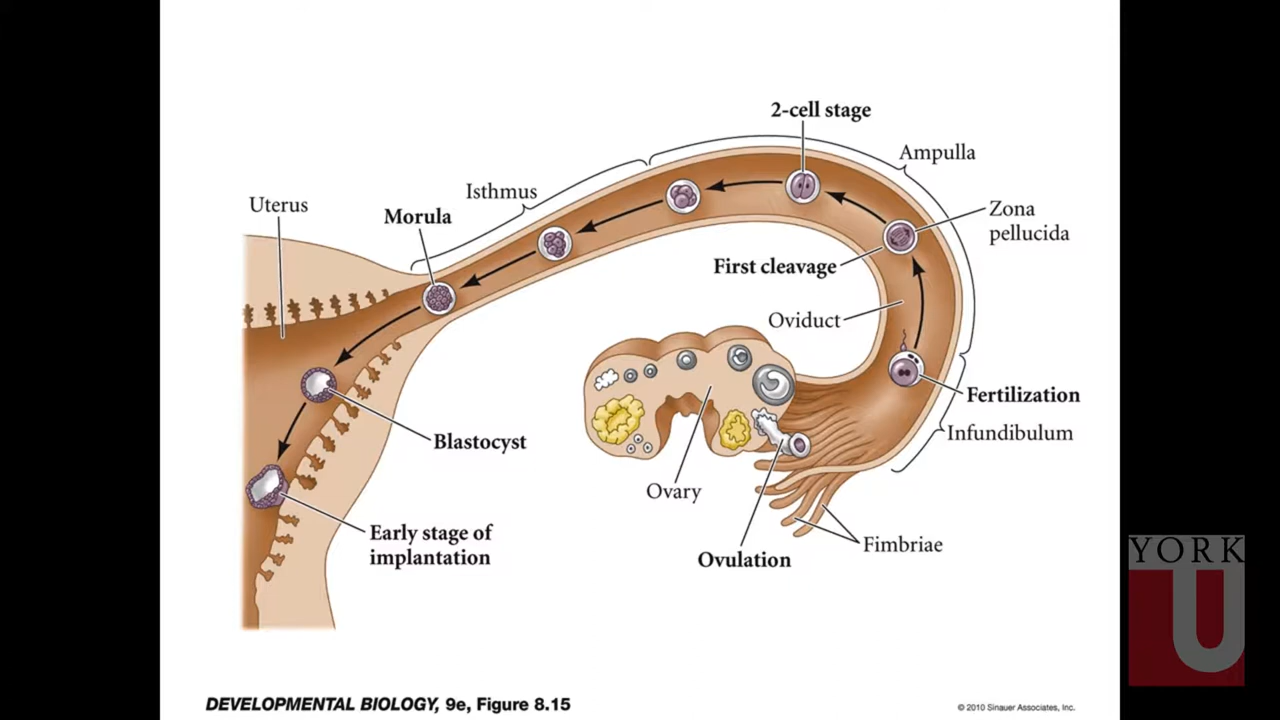 2-cell stage
Ampulla
Isthmus
Uterus
Morula
Zona
pellucida
First cleavage
Oviduct
Fertilization
Infundibulum
Blastocyst
Ovary
Early stage of
implantation
Fimbriae
Ovulation
YORK
U
DEVELOPMENTAL BIOLOGY, 9e, Figure 8.15
© 2010 Sinauer Associates, Inc.